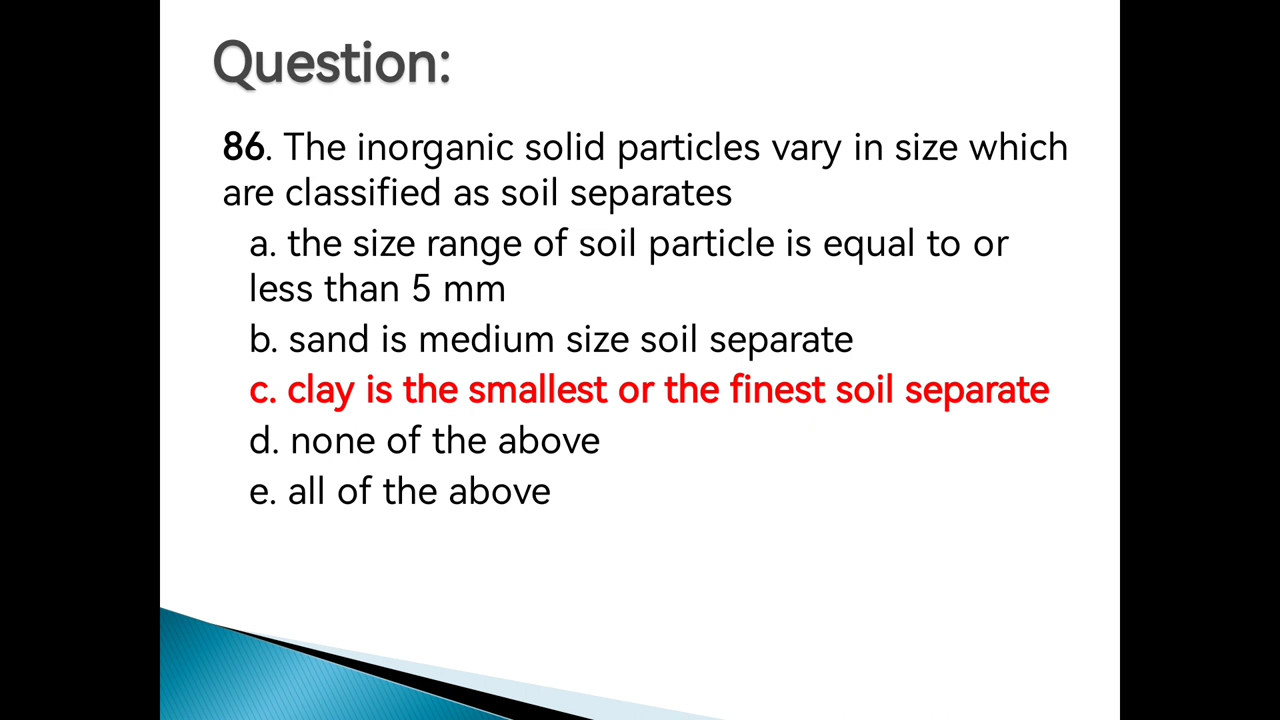 Question:
86. The inorganic solid particles vary in size which
are classified as soil separates
a. the size range of soil particle is equal to or
less than 5 mm
b. sand is medium size soil separate
c. clay is the smallest or the finest soil separate
d. none of the above
e. all of the above